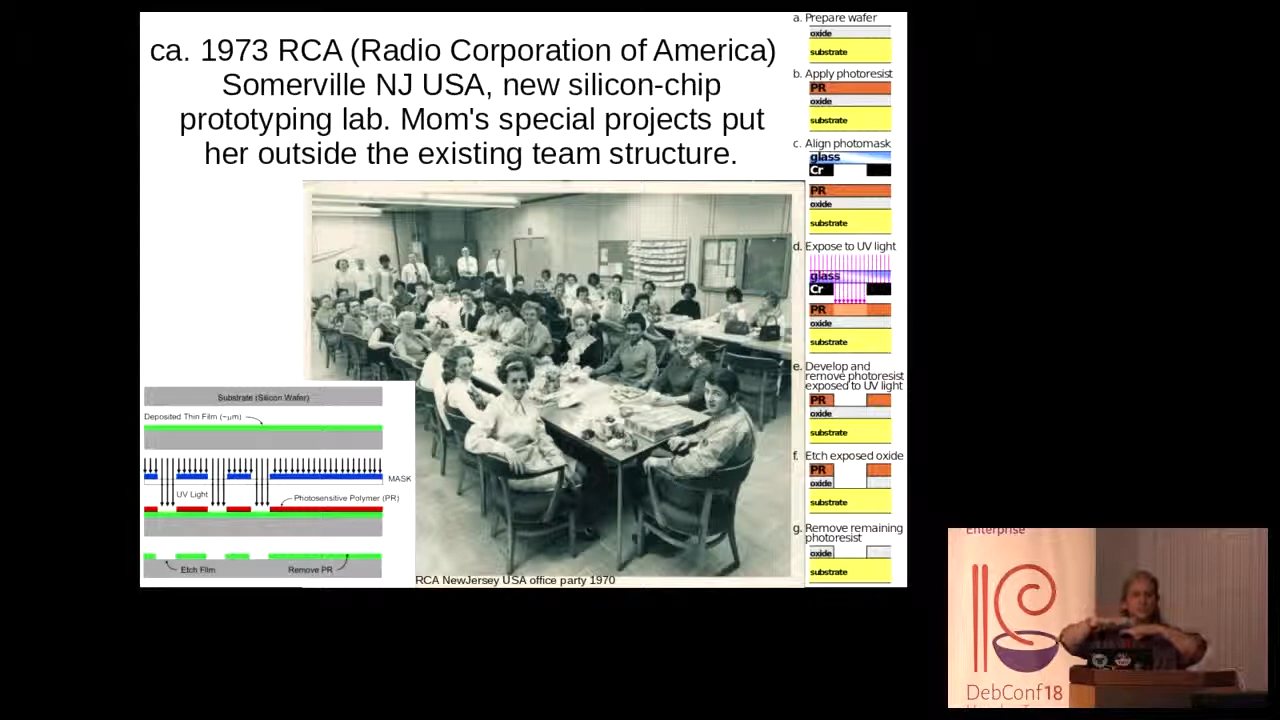 ca. 1973 RCA (Radio Corporation of America)
Somerville NJ USA, new silicon-chip
prototyping lab. Mom's special projects put
her outside the existing team structure.
Substrate (Silicon Wafer)
Deposited Thin Film (~μm)
MASK
UV Light
Photosensitive Polymer (PR)
Etch Film
Remove PR
RCA NewJersey USA office party 1970
a. Prepare wafer
oxide
substrate
b. Apply photoresist
PR
oxide
substrate
c. Align photomask
glass
Cr
PR
oxide
substrate
d. Expose to UV light
glass
Cr
PR
oxide
substrate
e. Develop and
remove photoresist
exposed to UV light
PR
oxide
substrate
f. Etch exposed oxide
PR
oxide
substrate
g. Remove remaining
photoresist
oxide
substrate
Enterprise
DebConf18